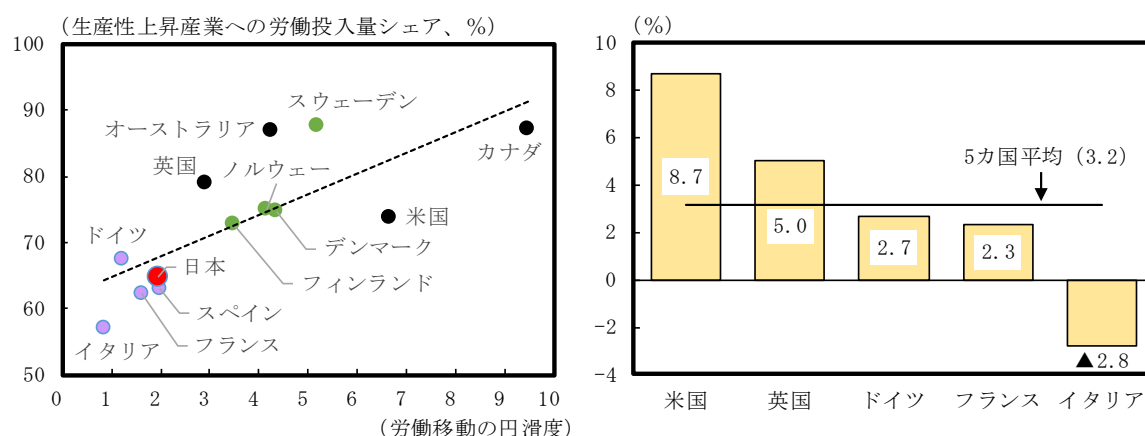 （生産性上昇産業への労働投入量シェア、%）
100
90
80
70
60
50
スウェーデン
オーストラリア
カナダ
英国
ノルウェー
米国
ドイツ
デンマーク
日本
フィンランド
スペイン
フランス
イタリア
0 1 2 3 4 5 6 7 8 9 10
（労働移動の円滑度）
（%）
10
8
6
4
2
0
-2
-4
5カ国平均（3.2）
8.7
5.0
2.7
2.3
▲2.8
米国 英国 ドイツ フランス イタリア